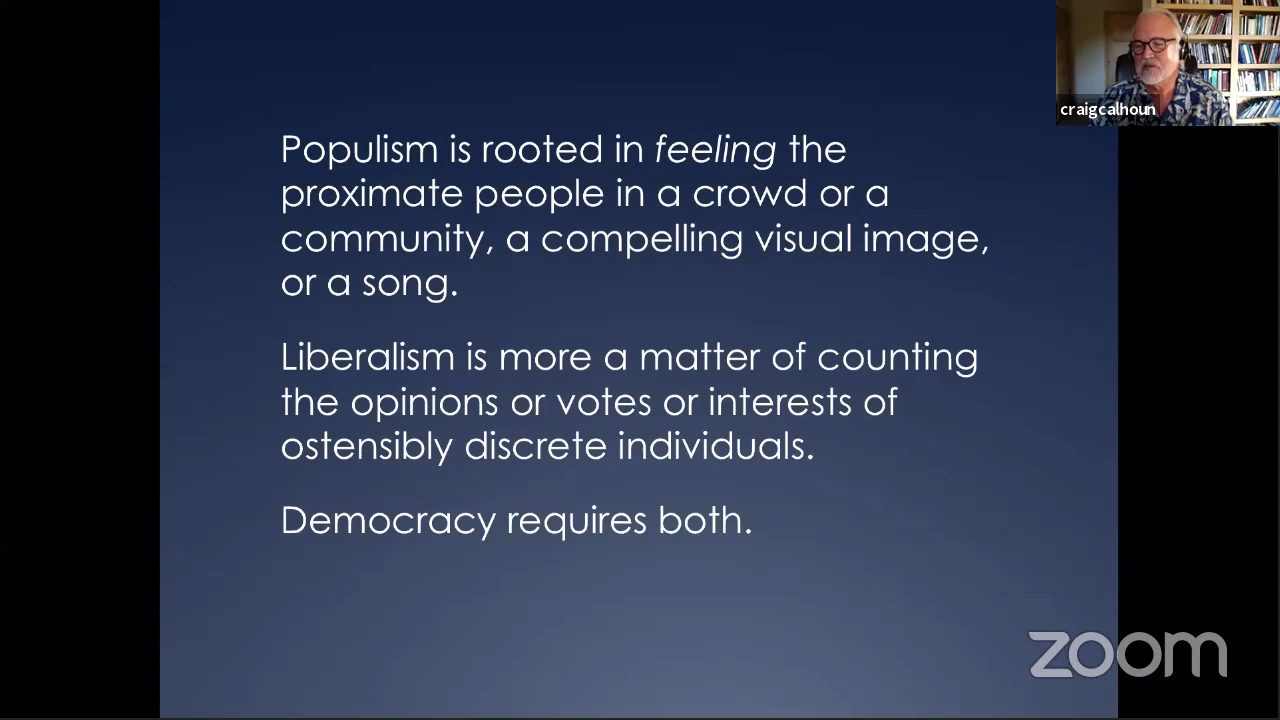 craigcalhoun
Populism is rooted in feeling the
proximate people in a crowd or a
community, a compelling visual image,
or a song.
Liberalism is more a matter of counting
the opinions or votes or interests of
ostensibly discrete individuals.
Democracy requires both.
zoom